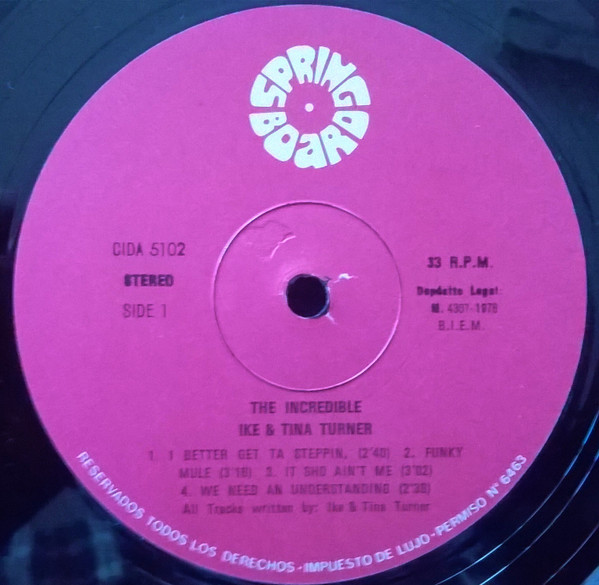 SPRING
BOARD
CIDA 5102
STEREO
SIDE 1
33 R.P.M.
Depósito Legal:
M. 4307-1978
B.I.E.M.
THE INCREDIBLE
IKE & TINA TURNER
1. I BETTER GET TA STEPPIN, (2'40) 2. FUNKY
MULE (3'16) 3. IT SHO AIN'T ME (3'02)
4. WE NEED AN UNDERSTANDING (2'38)
All Tracks written by: Ike & Tina Turner
RESERVADOS TODOS LOS DERECHOS - IMPUESTO DE LUJO - PERMISO N° 6463